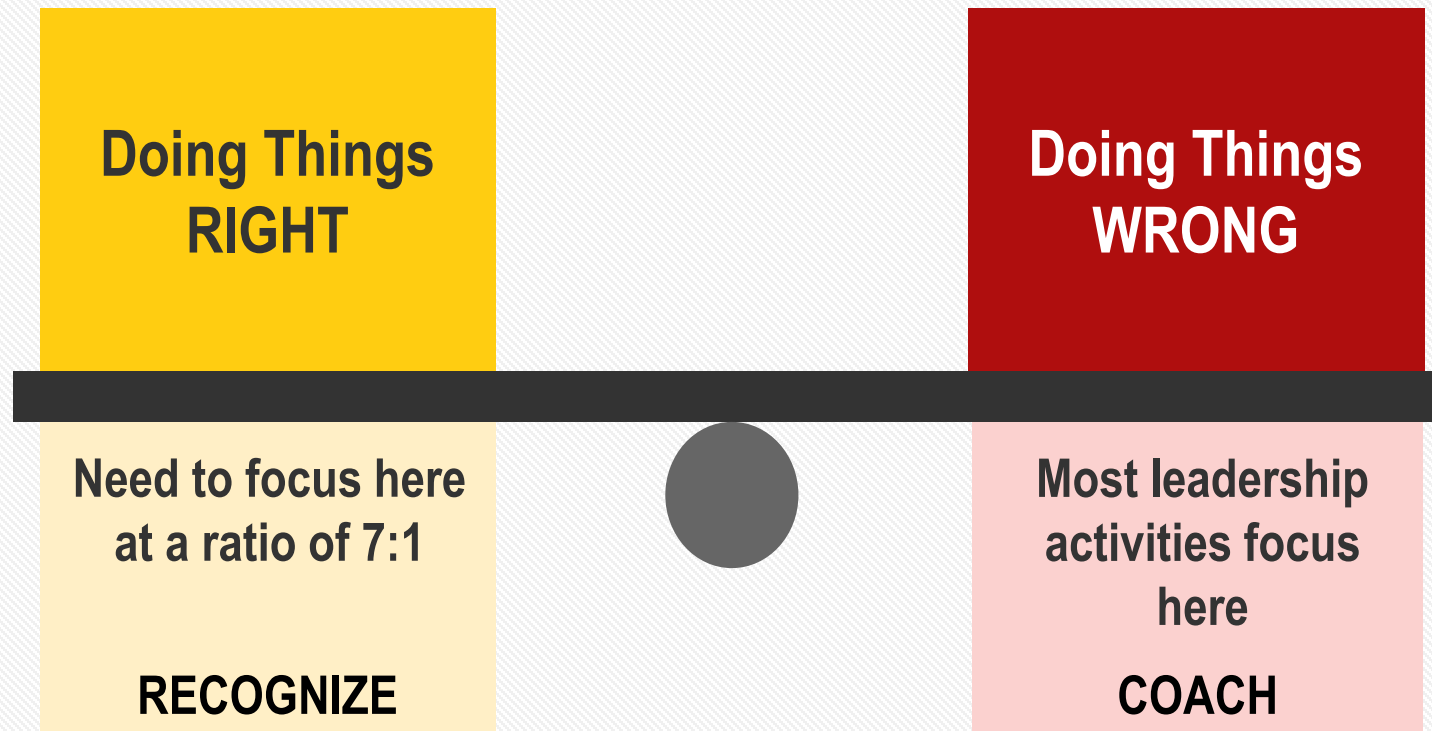 Doing Things
RIGHT
Doing Things
WRONG
Need to focus here
at a ratio of 7:1
RECOGNIZE
Most leadership
activities focus
here
COACH